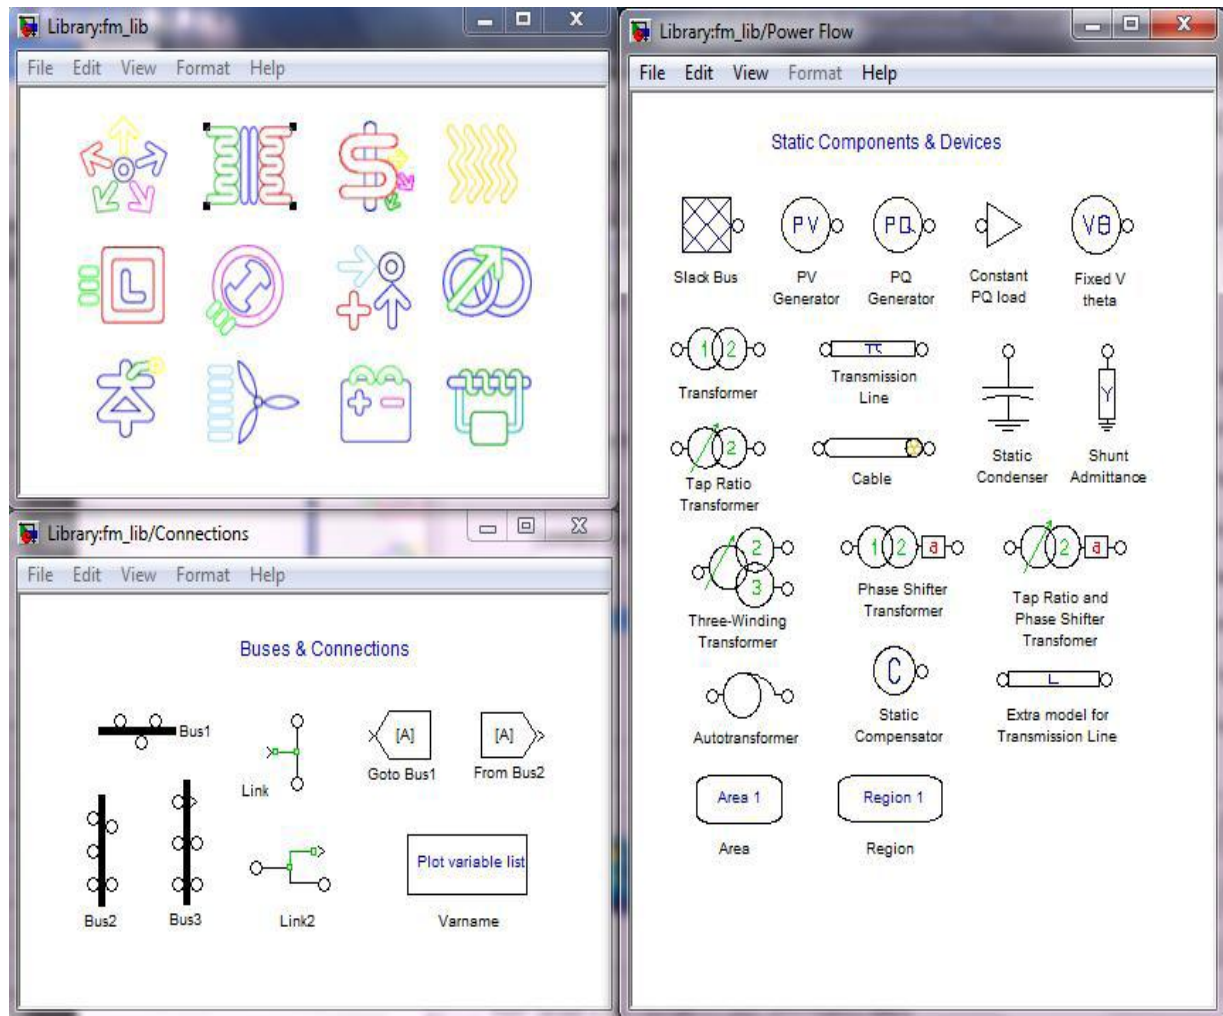 Library:fm_lib
File Edit View Format Help
L
Library:fm_lib/Connections
File Edit View Format Help
Buses & Connections
Bus1
Link
[A]
Goto Bus1
[A]
From Bus2
Bus2
Bus3
Link2
Plot variable list
Varname
Library:fm_lib/Power Flow
File Edit View Format Help
Static Components & Devices
Slack Bus
PV
PV
Generator
PQ
PQ
Generator
Constant
PQ load
Vθ
Fixed V
theta
1 2
Transformer
π
Transmission
Line
Static
Condenser
Y
Shunt
Admittance
2
Tap Ratio
Transformer
Cable
2
3
Three-Winding
Transformer
1 2 a
Phase Shifter
Transformer
2 a
Tap Ratio and
Phase Shifter
Transfomer
Autotransformer
C
Static
Compensator
L
Extra model for
Transmission Line
Area 1
Area
Region 1
Region